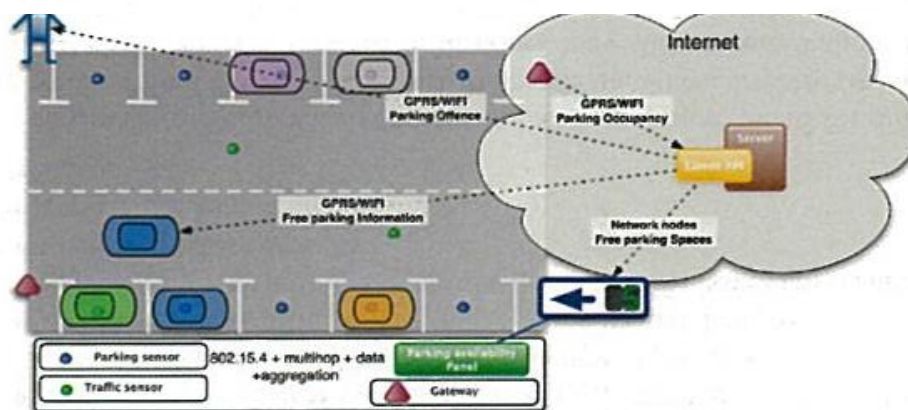 Internet
GPRS/WIFI
Parking Offence
GPRS/WIFI
Parking Occupancy
Server
GPRS/WIFI
Free parking Information
Network nodes
Free parking Spaces
Parking sensor
802.15.4 + multihop + data
+aggregation
Parking availability
Panel
Traffic sensor
Gateway